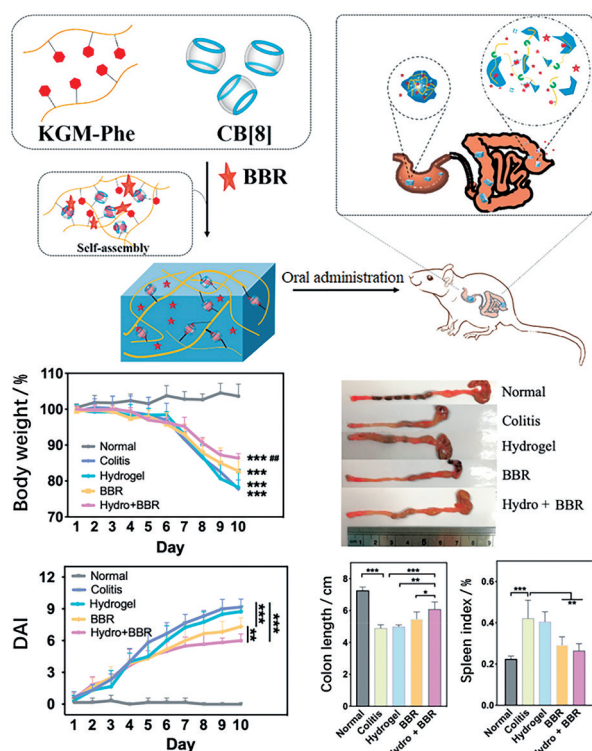 KGM-Phe
CB[8]
BBR
Self-assembly
Oral administration
Body weight / %
110
100
90
80
70
Normal
Colitis
Hydrogel
BBR
Hydro+BBR
*** ##
***
***
***
1 2 3 4 5 6 7 8 9 10
Day
Normal
Colitis
Hydrogel
BBR
Hydro + BBR
DAI
12
9
6
3
0
Normal
Colitis
Hydrogel
BBR
Hydro+BBR
***
**
***
1 2 3 4 5 6 7 8 9 10
Day
Colon length / cm
8
6
4
2
0
*** ***
**
*
Normal
Colitis
Hydrogel
BBR
Hydro + BBR
Spleen index / %
0.6
0.4
0.2
0.0
***
**
Normal
Colitis
Hydrogel
BBR
Hydro + BBR